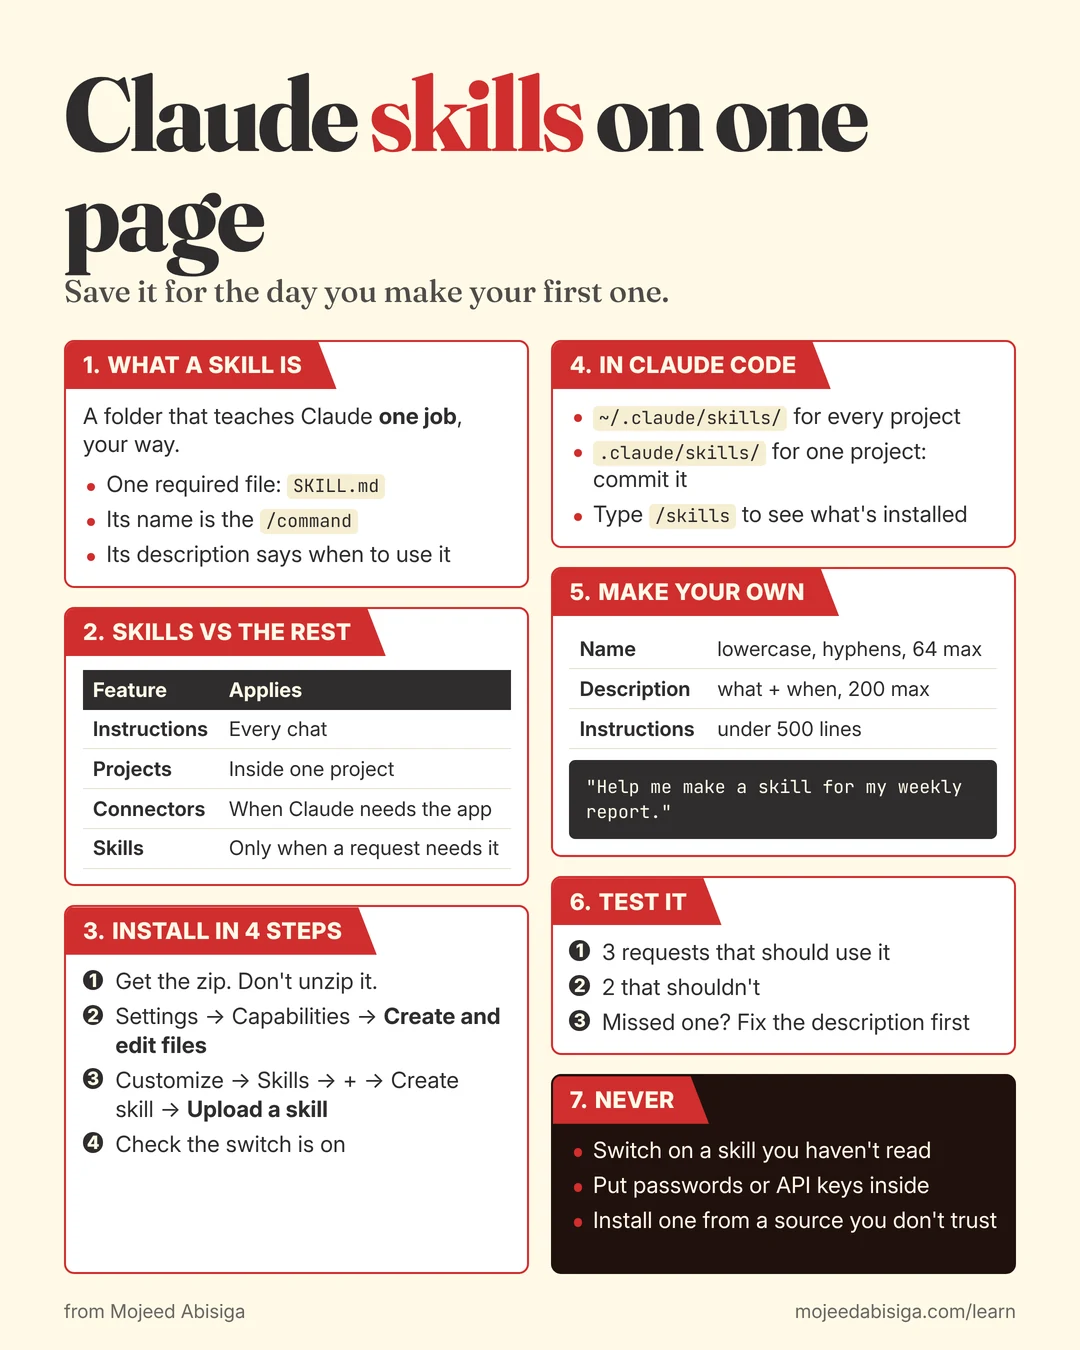 Claude skills on one
page
Save it for the day you make your first one.
1. WHAT A SKILL IS
A folder that teaches Claude one job,
your way.
• One required file: SKILL.md
• Its name is the /command
• Its description says when to use it
2. SKILLS VS THE REST
Feature Applies
Instructions Every chat
Projects Inside one project
Connectors When Claude needs the app
Skills Only when a request needs it
3. INSTALL IN 4 STEPS
1 Get the zip. Don't unzip it.
2 Settings → Capabilities → Create and
edit files
3 Customize → Skills → + → Create
skill → Upload a skill
4 Check the switch is on
4. IN CLAUDE CODE
• ~/.claude/skills/ for every project
• .claude/skills/ for one project:
commit it
• Type /skills to see what's installed
5. MAKE YOUR OWN
Name lowercase, hyphens, 64 max
Description what + when, 200 max
Instructions under 500 lines
"Help me make a skill for my weekly
report."
6. TEST IT
1 3 requests that should use it
2 2 that shouldn't
3 Missed one? Fix the description first
7. NEVER
• Switch on a skill you haven't read
• Put passwords or API keys inside
• Install one from a source you don't trust
from Mojeed Abisiga
mojeedabisiga.com/learn